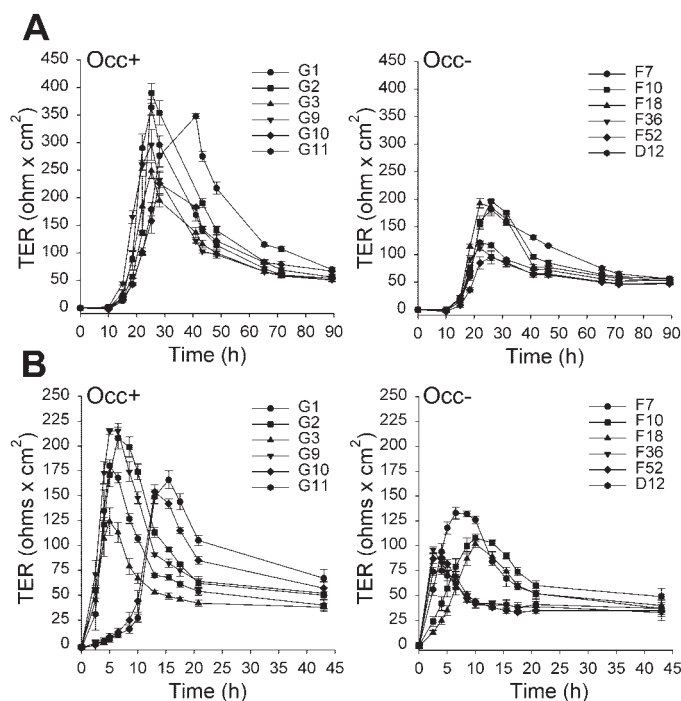 A
Occ+
G1
G2
G3
G9
G10
G11
450
400
350
300
250
200
150
100
50
0
TER (ohm x cm²)
0 10 20 30 40 50 60 70 80 90
Time (h)
Occ-
F7
F10
F18
F36
F52
D12
450
400
350
300
250
200
150
100
50
0
TER (ohm x cm²)
0 10 20 30 40 50 60 70 80 90
Time (h)
B
Occ+
G1
G2
G3
G9
G10
G11
250
225
200
175
150
125
100
75
50
25
0
TER (ohms x cm²)
0 5 10 15 20 25 30 35 40 45
Time (h)
Occ-
F7
F10
F18
F36
F52
D12
250
225
200
175
150
125
100
75
50
25
0
TER (ohms x cm²)
0 5 10 15 20 25 30 35 40 45
Time (h)